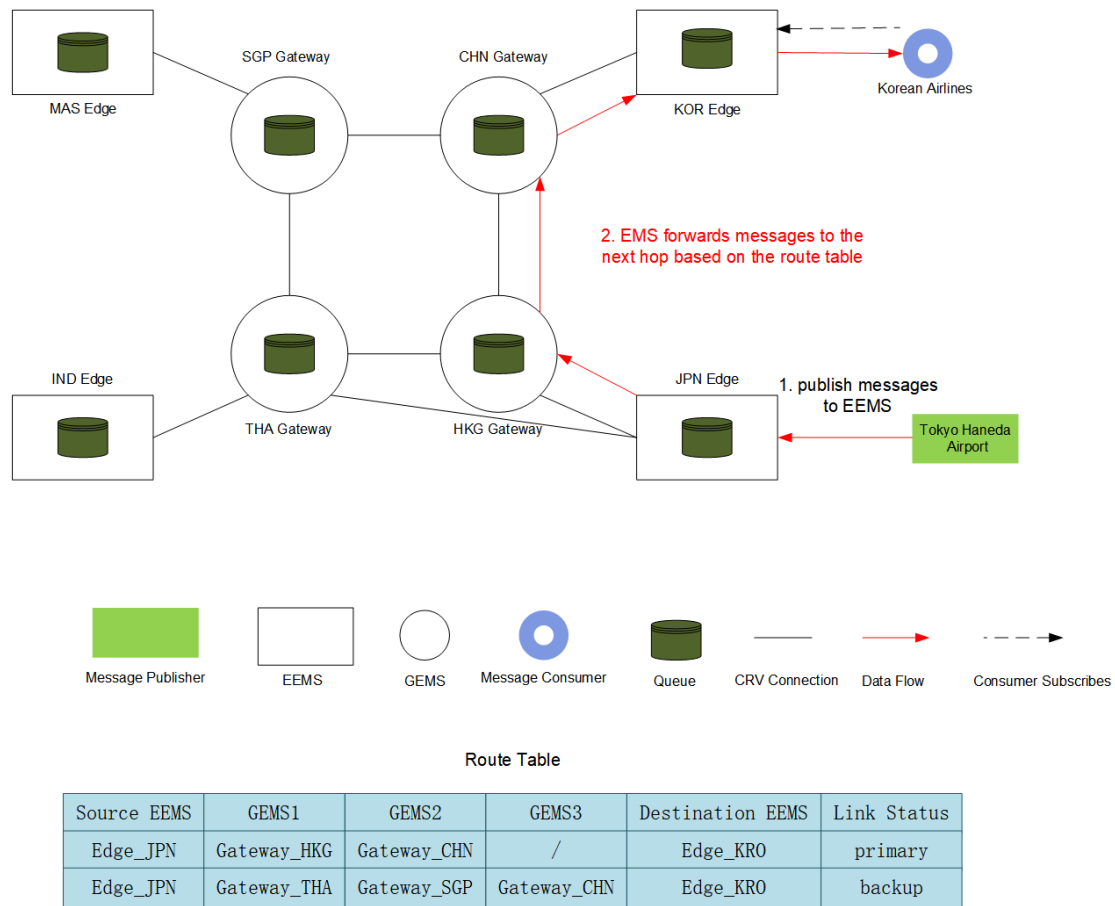 SGP Gateway
CHN Gateway
MAS Edge
KOR Edge
Korean Airlines
2. EMS forwards messages to the
next hop based on the route table
IND Edge
THA Gateway
HKG Gateway
JPN Edge
1. publish messages
to EEMS
Tokyo Haneda
Airport
Message Publisher
EEMS
GEMS
Message Consumer
Queue
CRV Connection
Data Flow
Consumer Subscribes
Route Table
Source EEMS GEMS1 GEMS2 GEMS3 Destination EEMS Link Status
Edge_JPN Gateway_HKG Gateway_CHN / Edge_KRO primary
Edge_JPN Gateway_THA Gateway_SGP Gateway_CHN Edge_KRO backup